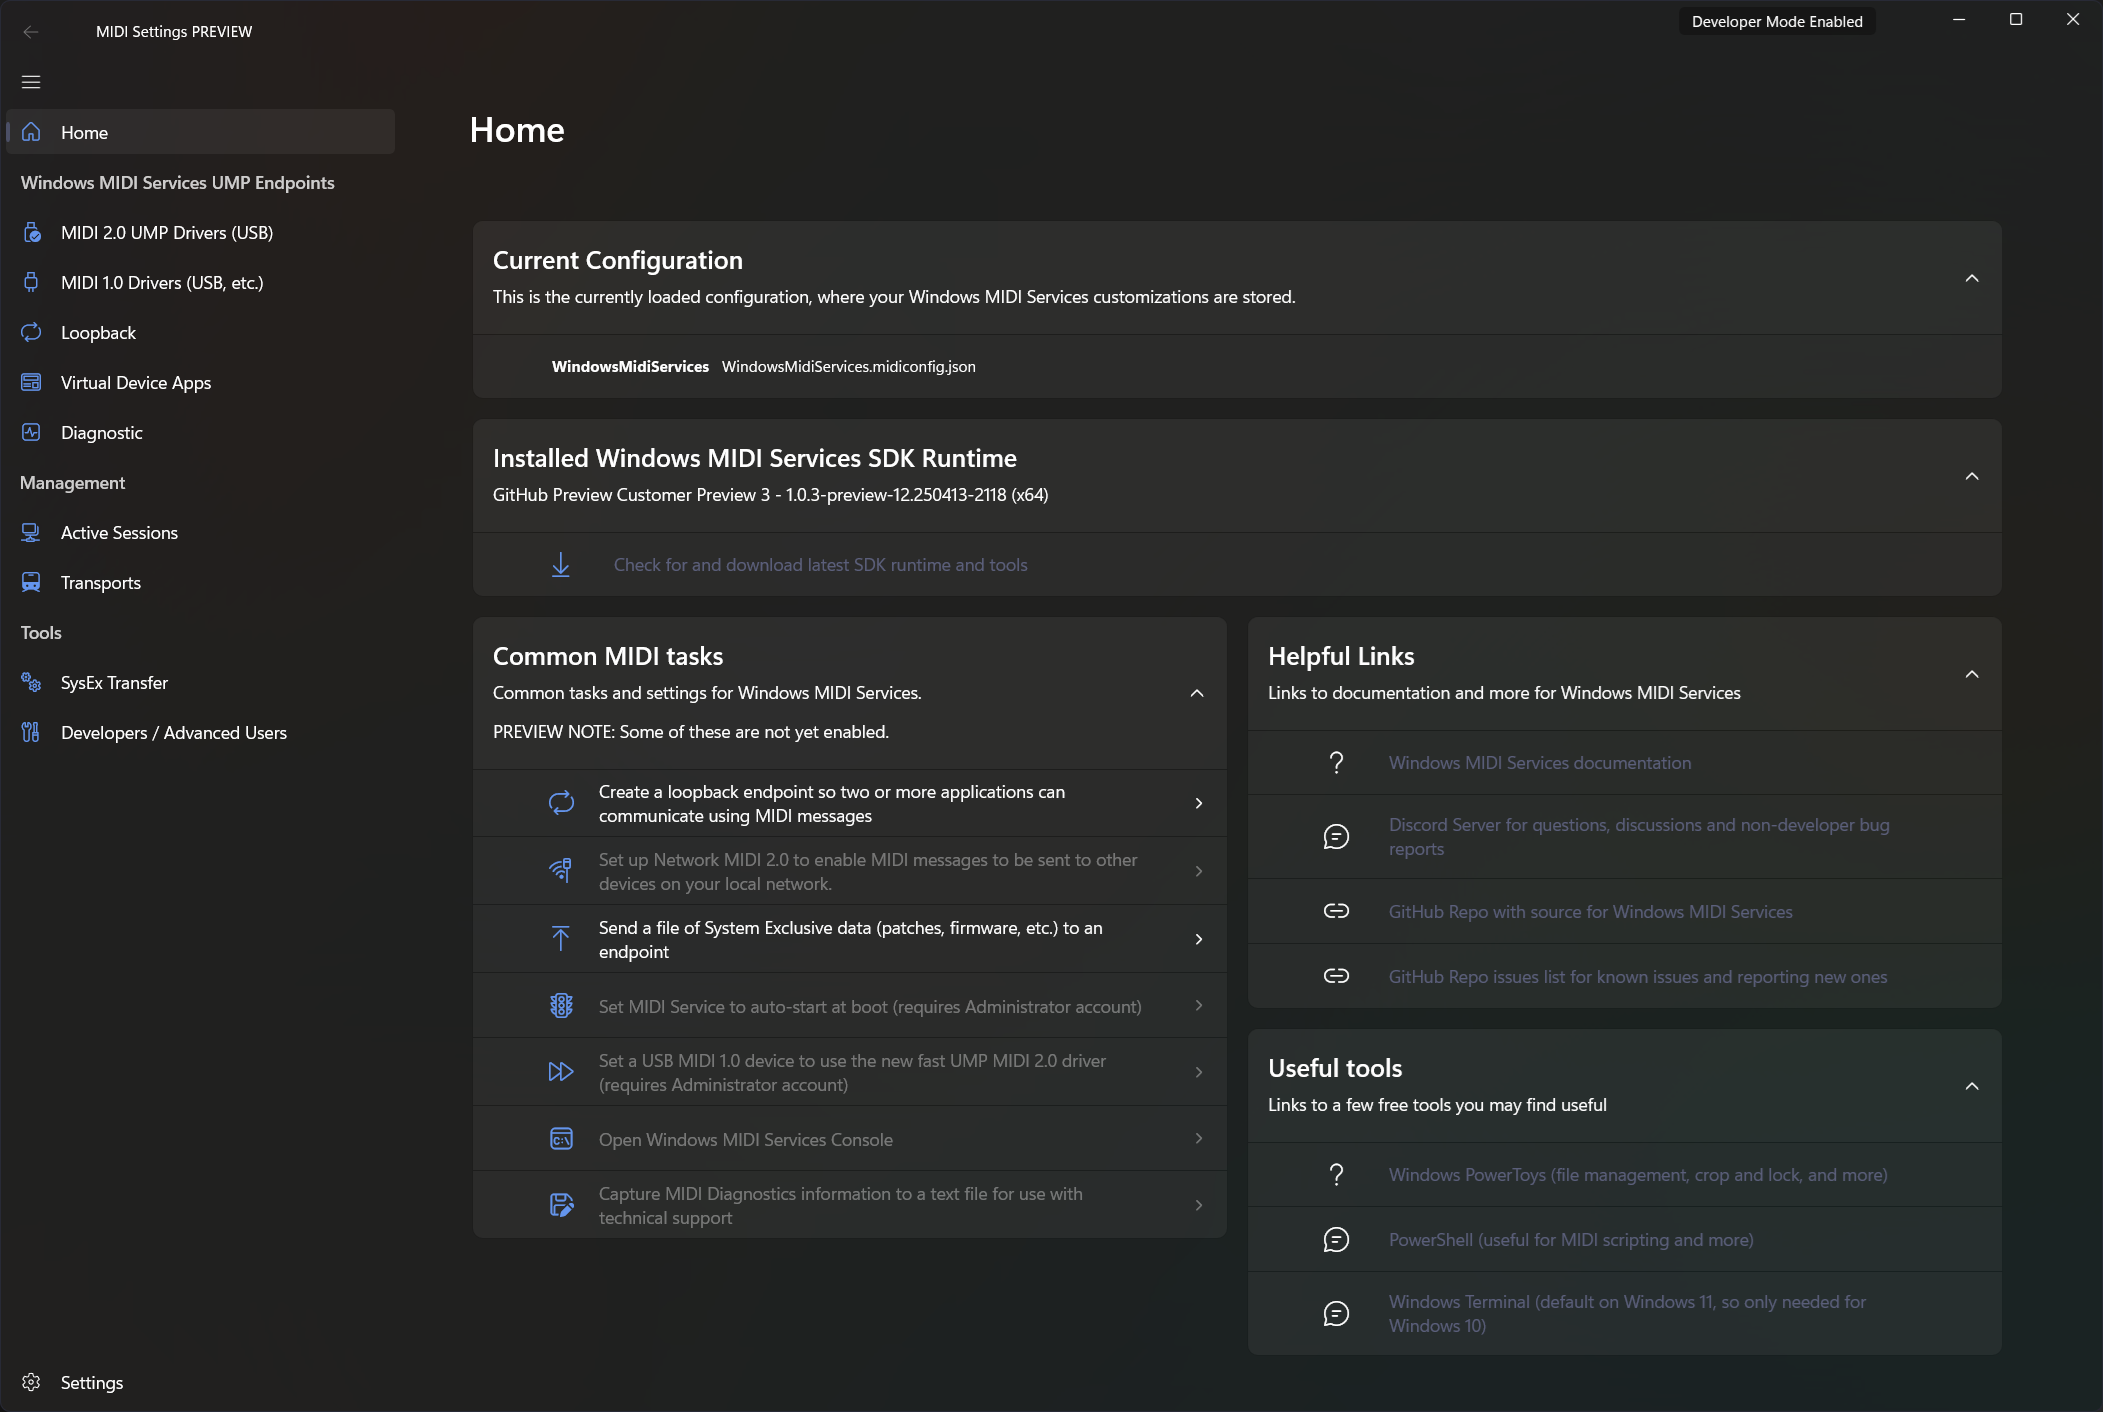 MIDI Settings PREVIEW
Developer Mode Enabled
Home
Windows MIDI Services UMP Endpoints
MIDI 2.0 UMP Drivers (USB)
MIDI 1.0 Drivers (USB, etc.)
Loopback
Virtual Device Apps
Diagnostic
Management
Active Sessions
Transports
Tools
SysEx Transfer
Developers / Advanced Users
Settings
Home
Current Configuration
This is the currently loaded configuration, where your Windows MIDI Services customizations are stored.
WindowsMidiServices WindowsMidiServices.midiconfig.json
Installed Windows MIDI Services SDK Runtime
GitHub Preview Customer Preview 3 - 1.0.3-preview-12.250413-2118 (x64)
Check for and download latest SDK runtime and tools
Common MIDI tasks
Common tasks and settings for Windows MIDI Services.
PREVIEW NOTE: Some of these are not yet enabled.
Create a loopback endpoint so two or more applications can
communicate using MIDI messages
Set up Network MIDI 2.0 to enable MIDI messages to be sent to other
devices on your local network.
Send a file of System Exclusive data (patches, firmware, etc.) to an
endpoint
Set MIDI Service to auto-start at boot (requires Administrator account)
Set a USB MIDI 1.0 device to use the new fast UMP MIDI 2.0 driver
(requires Administrator account)
C:\
Open Windows MIDI Services Console
Capture MIDI Diagnostics information to a text file for use with
technical support
Helpful Links
Links to documentation and more for Windows MIDI Services
Windows MIDI Services documentation
Discord Server for questions, discussions and non-developer bug
reports
GitHub Repo with source for Windows MIDI Services
GitHub Repo issues list for known issues and reporting new ones
Useful tools
Links to a few free tools you may find useful
Windows PowerToys (file management, crop and lock, and more)
PowerShell (useful for MIDI scripting and more)
Windows Terminal (default on Windows 11, so only needed for
Windows 10)